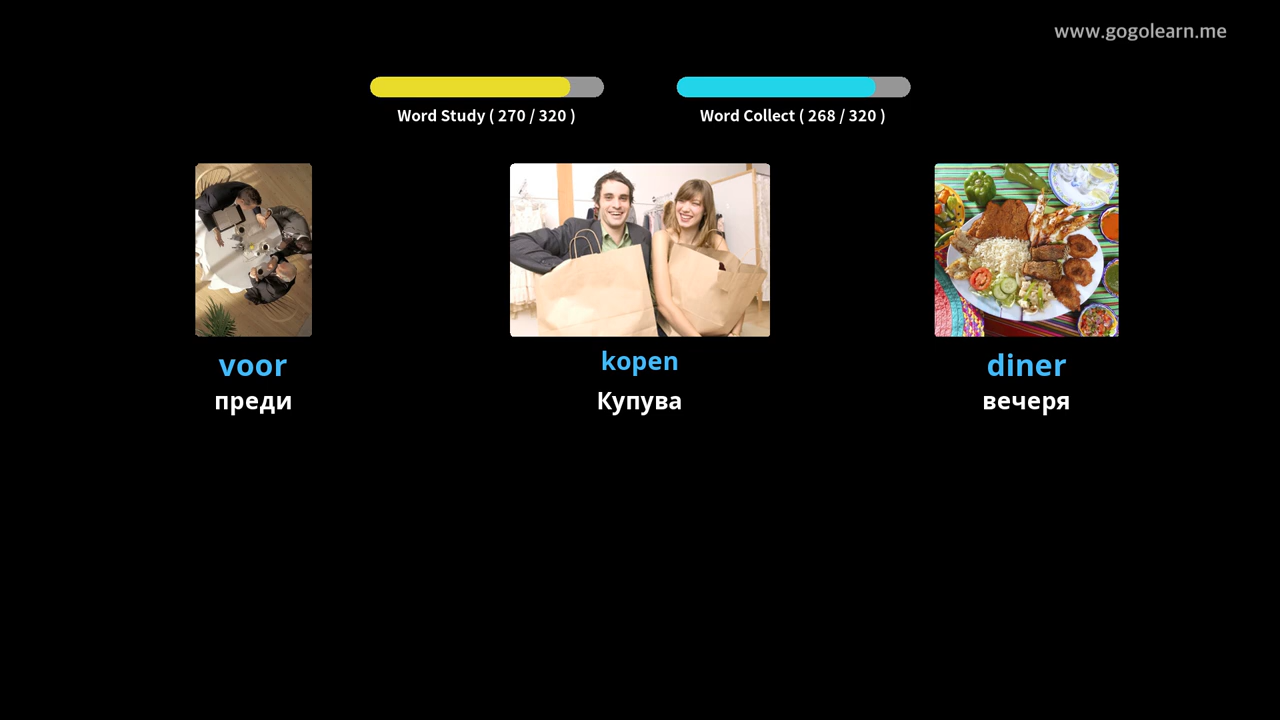 www.gogolearn.me
Word Study ( 270 / 320 )
Word Collect ( 268 / 320 )
voor
преди
kopen
Купува
diner
вечеря